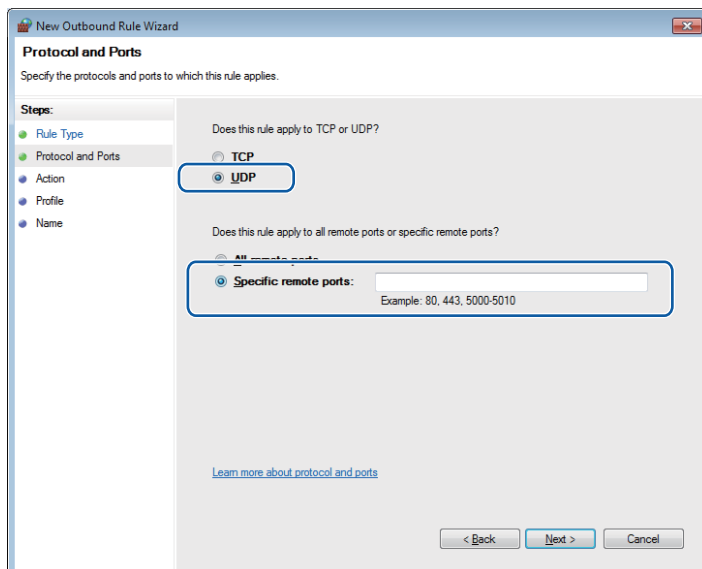 New Outbound Rule Wizard
Protocol and Ports
Specify the protocols and ports to which this rule applies.
Steps:
Rule Type
Protocol and Ports
Action
Profile
Name
Does this rule apply to TCP or UDP?
TCP
UDP
Does this rule apply to all remote ports or specific remote ports?
All remote ports
Specific remote ports:
Example: 80, 443, 5000-5010
Learn more about protocol and ports
< Back
Next >
Cancel